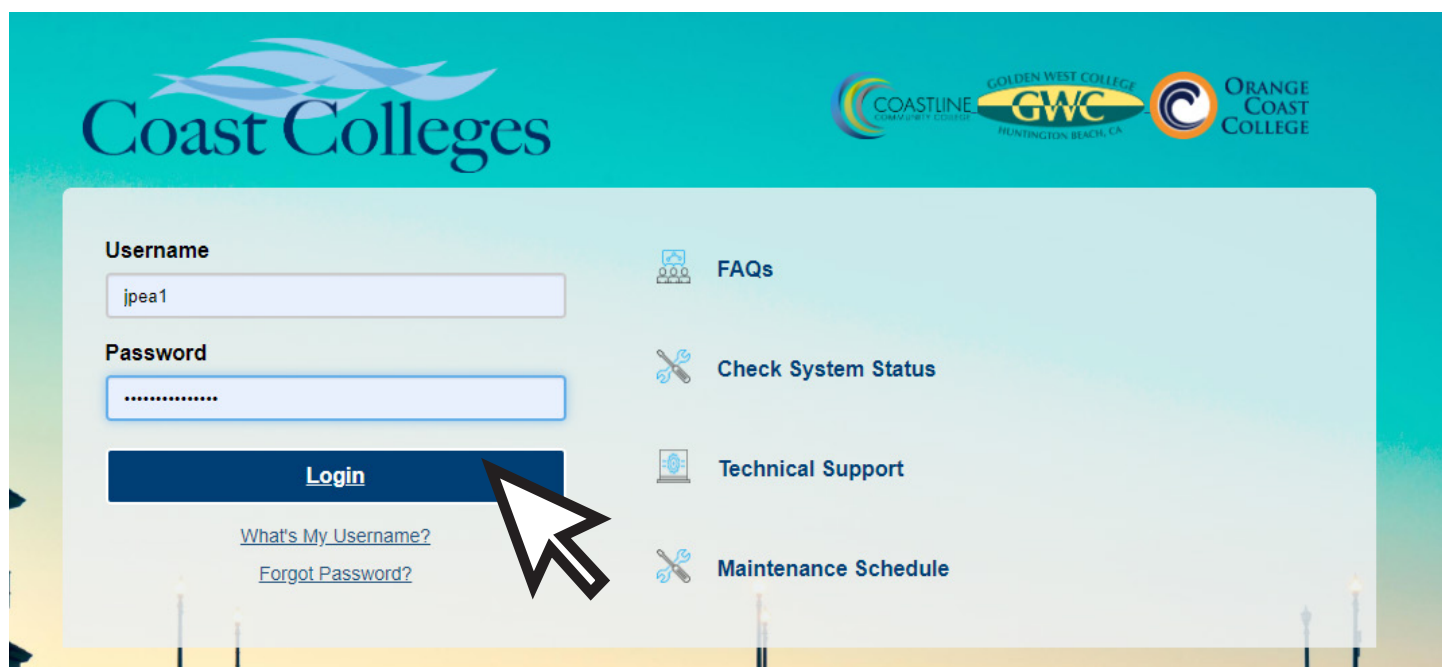 Coast Colleges
COASTLINE
COMMUNITY COLLEGE
GOLDEN WEST COLLEGE
GWC
HUNTINGTON BEACH, CA
ORANGE
COAST
COLLEGE
Username
jpea1
Password
•••••••••••••••
Login
What's My Username?
Forgot Password?
FAQs
Check System Status
Technical Support
Maintenance Schedule